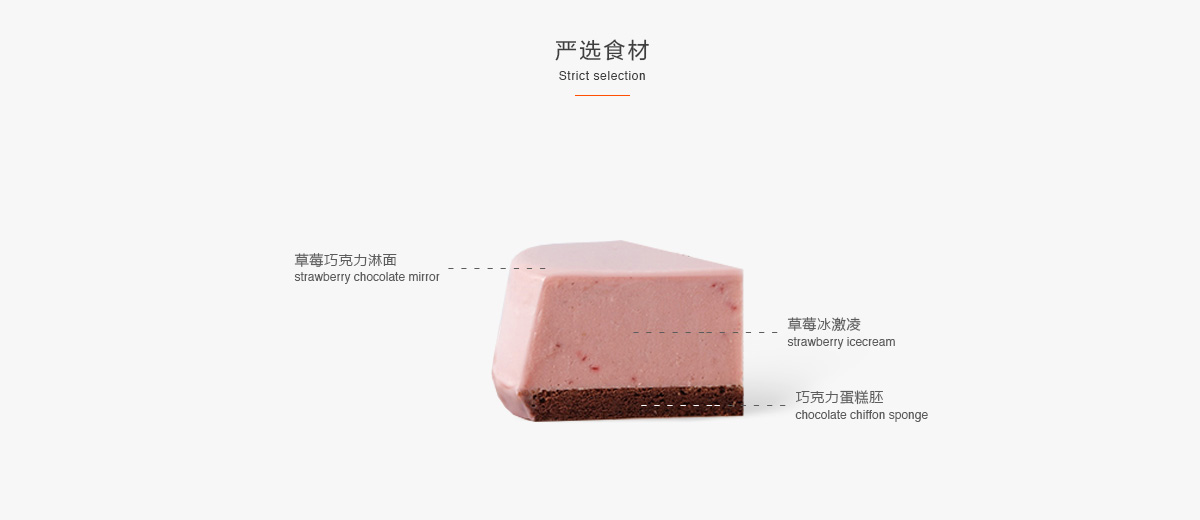 严选食材
Strict selection
草莓巧克力淋面
strawberry chocolate mirror
草莓冰激凌
strawberry icecream
巧克力蛋糕胚
chocolate chiffon sponge